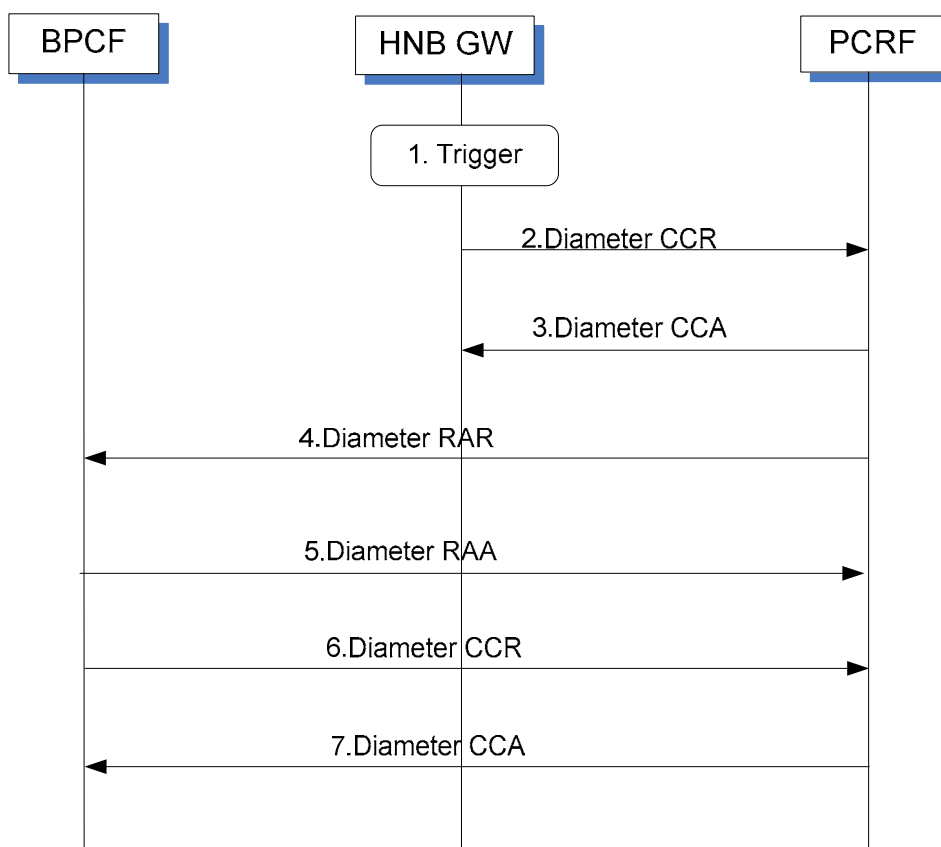 BPCF
HNB GW
PCRF
1. Trigger
2.Diameter CCR
3.Diameter CCA
4.Diameter RAR
5.Diameter RAA
6.Diameter CCR
7.Diameter CCA